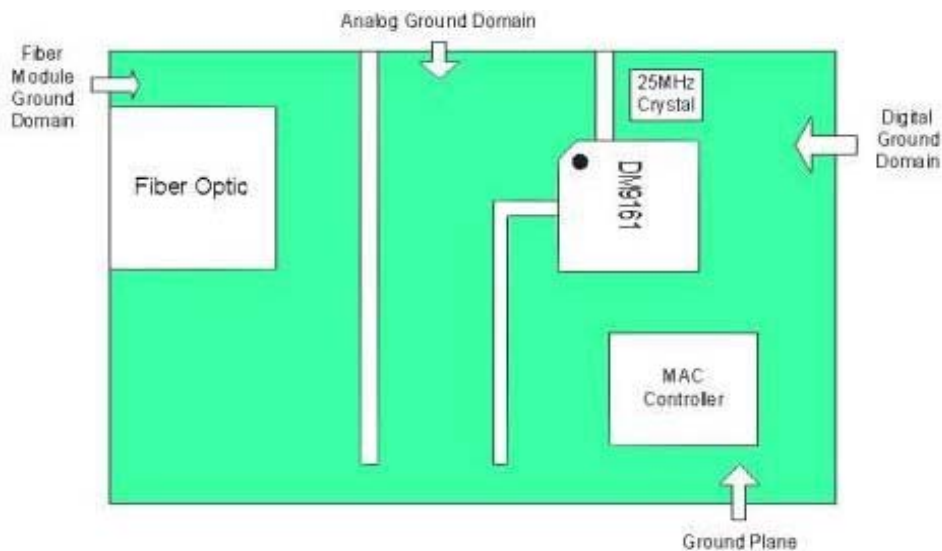 Analog Ground Domain
Fiber
Module
Ground
Domain
25MHz
Crystal
Digital
Ground
Domain
Fiber Optic
DM9161
MAC
Controller
Ground Plane